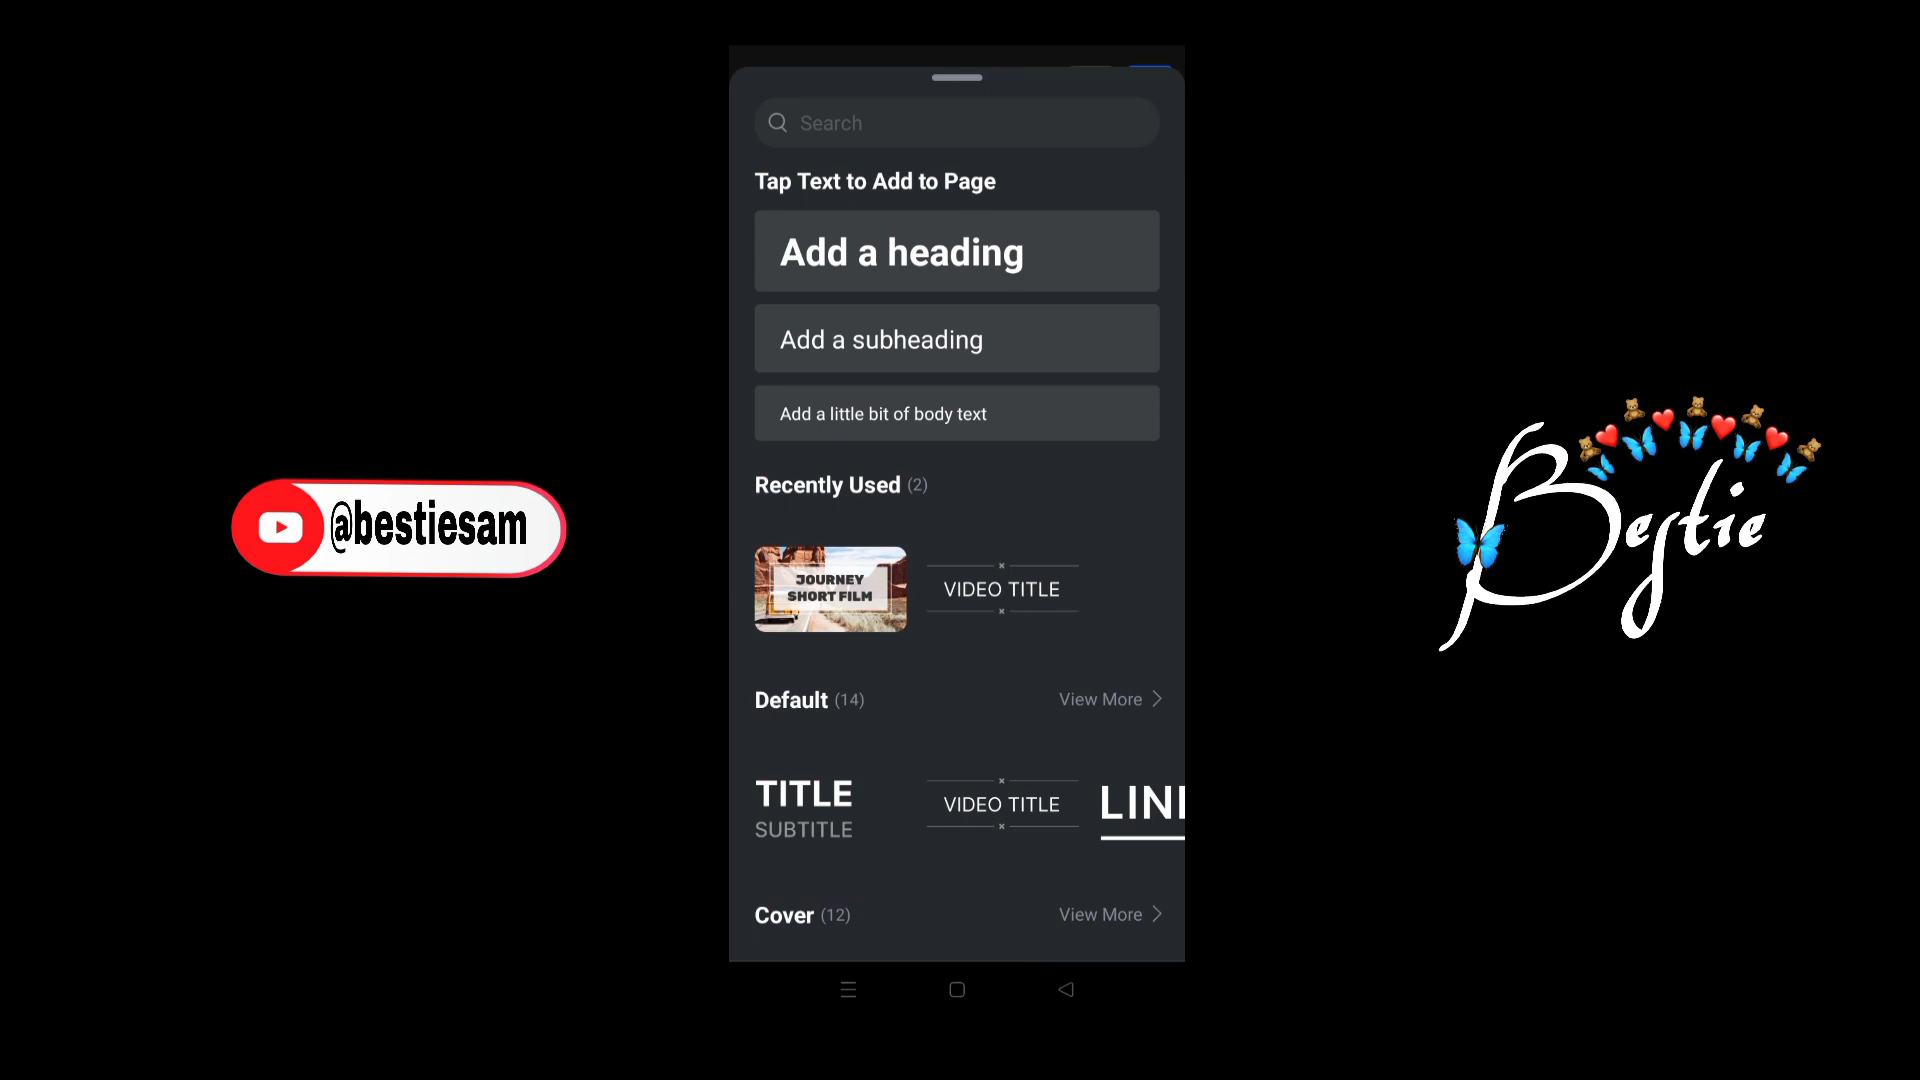 Search
Tap Text to Add to Page
Add a heading
Add a subheading
Add a little bit of body text
Recently Used (2)
JOURNEY
SHORT FILM
VIDEO TITLE
Default (14)
View More
TITLE
SUBTITLE
VIDEO TITLE
LIN
Cover (12)
View More
@bestiesam
Bestie